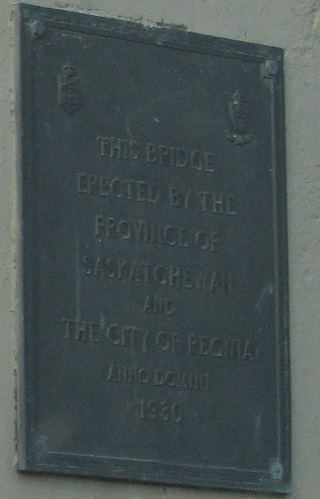 THIS BRIDGE
ERECTED BY THE
PROVINCE OF
SASKATCHEWAN
AND
THE CITY OF REGINA
ANNO DOMINI
1930